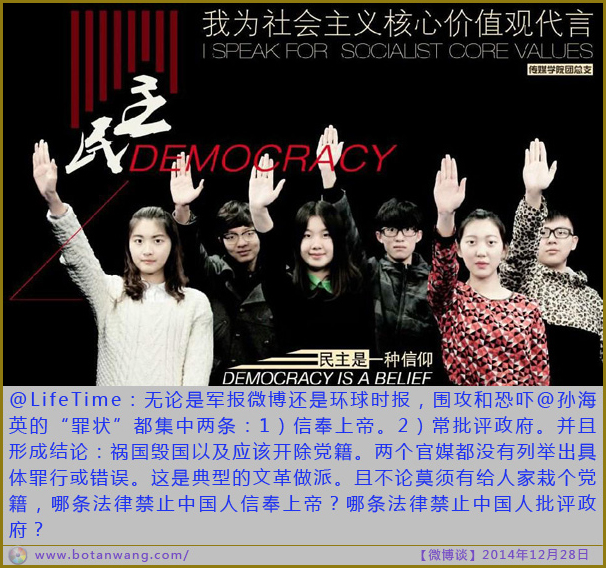 我为社会主义核心价值观代言
I SPEAK FOR SOCIALIST CORE VALUES
传媒学院团总支
民主
DEMOCRACY
民主是一种信仰
DEMOCRACY IS A BELIEF
@LifeTime：无论是军报微博还是环球时报，围攻和恐吓@孙海
英的“罪状”都集中两条：1）信奉上帝。2）常批评政府。并且
形成结论：祸国毁国以及应该开除党籍。两个官媒都没有列举出具
体罪行或错误。这是典型的文革做派。且不论莫须有给人家栽个党
籍，哪条法律禁止中国人信奉上帝？哪条法律禁止中国人批评政
府？
www.botanwang.com/
【微博谈】2014年12月28日